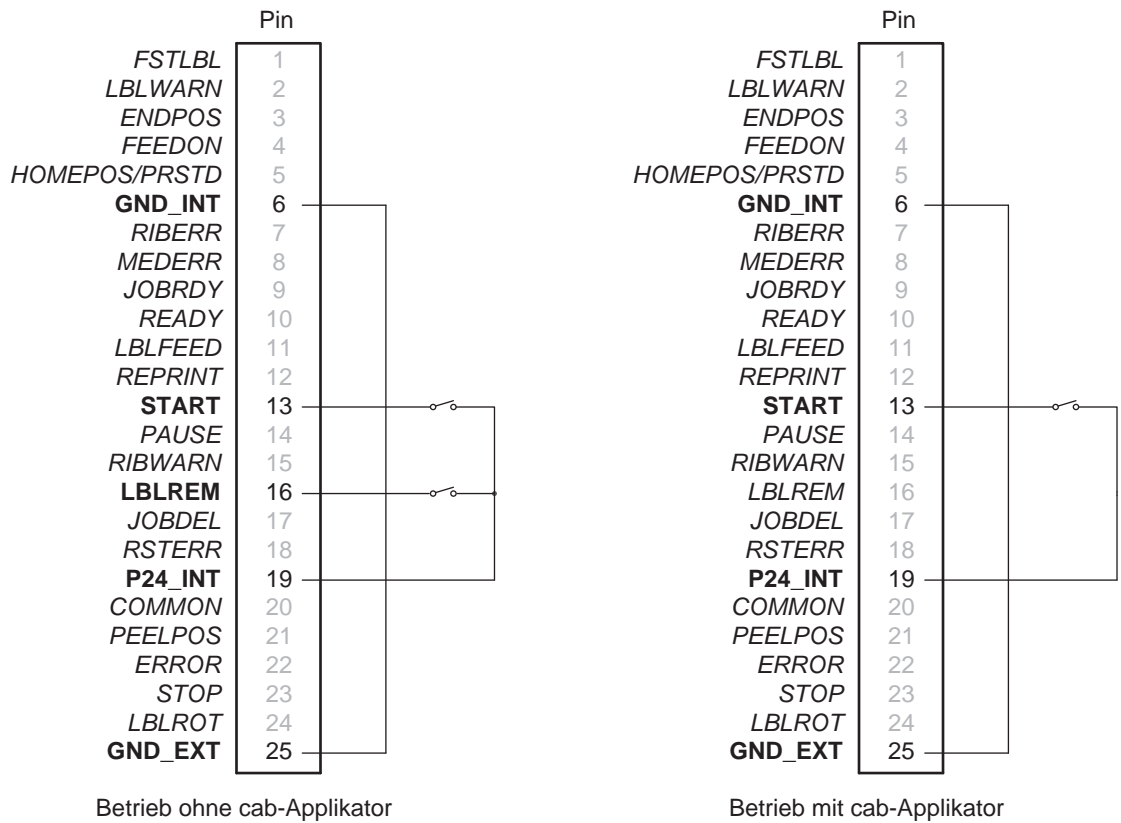 Pin
FSTLBL 1
LBLWARN 2
ENDPOS 3
FEEDON 4
HOMEPOS/PRSTD 5
GND_INT 6
RIBERR 7
MEDERR 8
JOBRDY 9
READY 10
LBLFEED 11
REPRINT 12
START 13
PAUSE 14
RIBWARN 15
LBLREM 16
JOBDEL 17
RSTERR 18
P24_INT 19
COMMON 20
PEELPOS 21
ERROR 22
STOP 23
LBLROT 24
GND_EXT 25
Betrieb ohne cab-Applikator
Pin
FSTLBL 1
LBLWARN 2
ENDPOS 3
FEEDON 4
HOMEPOS/PRSTD 5
GND_INT 6
RIBERR 7
MEDERR 8
JOBRDY 9
READY 10
LBLFEED 11
REPRINT 12
START 13
PAUSE 14
RIBWARN 15
LBLREM 16
JOBDEL 17
RSTERR 18
P24_INT 19
COMMON 20
PEELPOS 21
ERROR 22
STOP 23
LBLROT 24
GND_EXT 25
Betrieb mit cab-Applikator